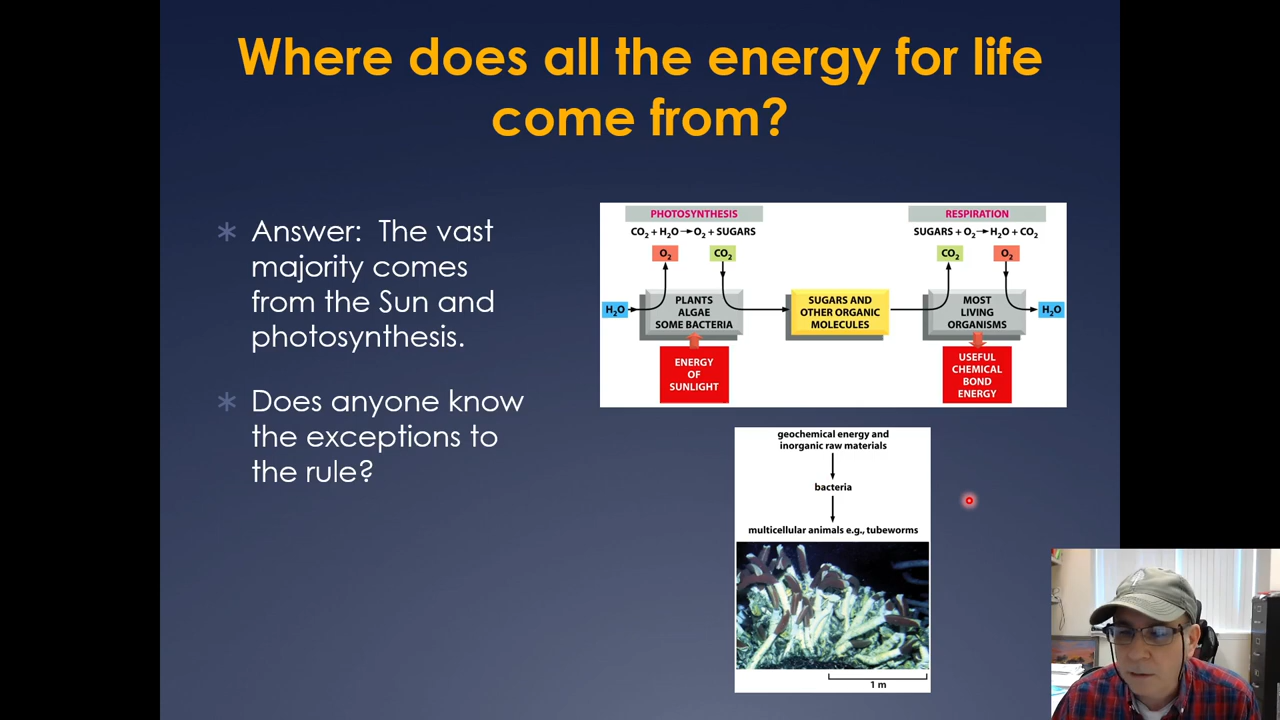 Where does all the energy for life
come from?
Answer: The vast
majority comes
from the Sun and
photosynthesis.
Does anyone know
the exceptions to
the rule?
PHOTOSYNTHESIS
CO₂ + H₂O → O₂ + SUGARS
O₂
CO₂
H₂O
PLANTS
ALGAE
SOME BACTERIA
ENERGY
OF
SUNLIGHT
SUGARS AND
OTHER ORGANIC
MOLECULES
RESPIRATION
SUGARS + O₂ → H₂O + CO₂
CO₂
O₂
MOST
LIVING
ORGANISMS
H₂O
USEFUL
CHEMICAL
BOND
ENERGY
geochemical energy and
inorganic raw materials
bacteria
multicellular animals e.g., tubeworms
1 m